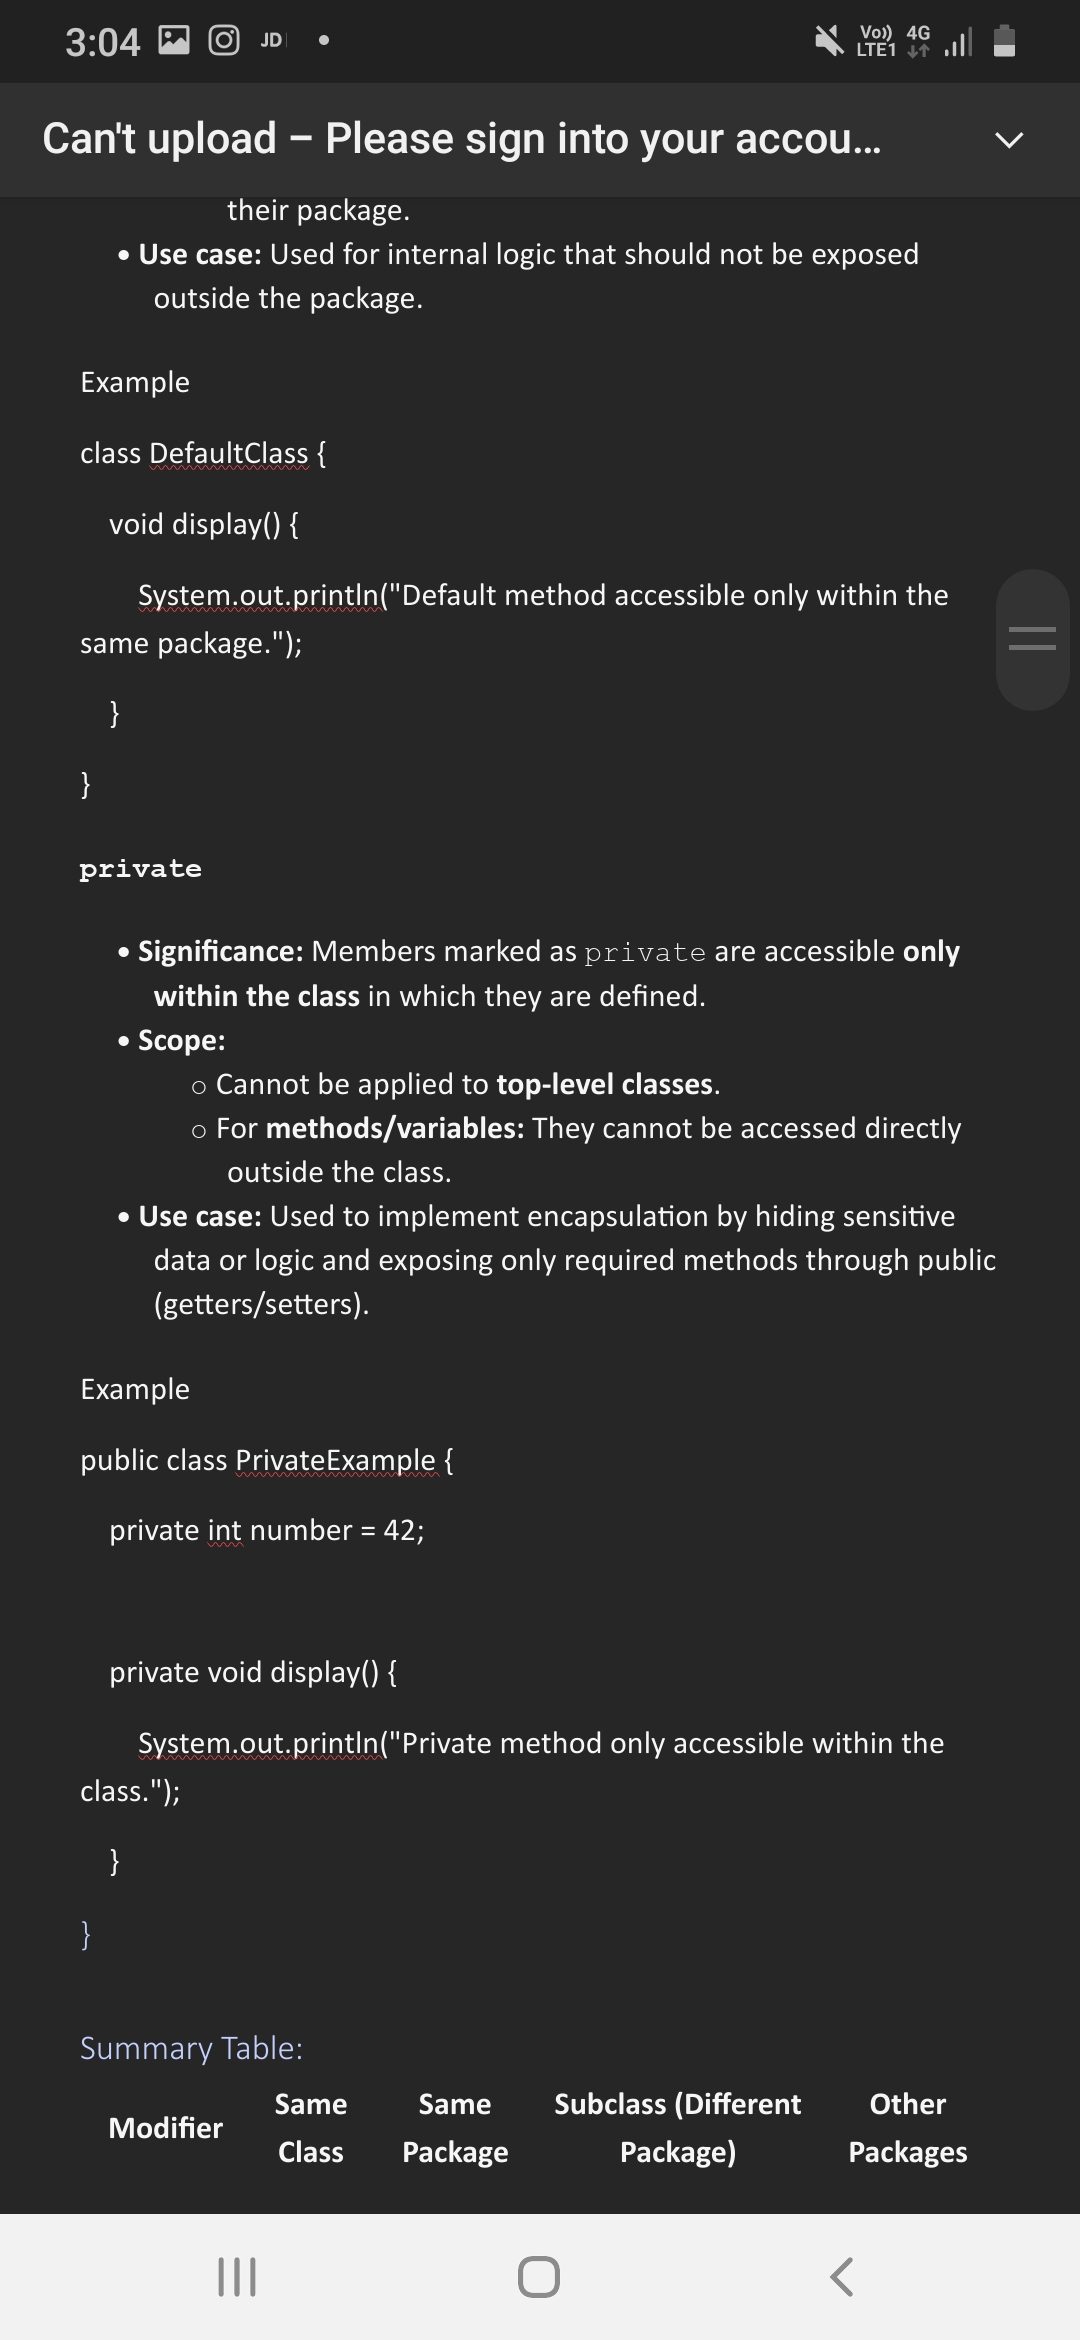 3:04 JD
Vo)) 4G
LTE1
Can't upload – Please sign into your accou...
their package.
• Use case: Used for internal logic that should not be exposed
outside the package.
Example
class DefaultClass {
void display() {
System.out.println("Default method accessible only within the
same package.");
}
}
private
• Significance: Members marked as private are accessible only
within the class in which they are defined.
• Scope:
o Cannot be applied to top-level classes.
o For methods/variables: They cannot be accessed directly
outside the class.
• Use case: Used to implement encapsulation by hiding sensitive
data or logic and exposing only required methods through public
(getters/setters).
Example
public class PrivateExample {
private int number = 42;
private void display() {
System.out.println("Private method only accessible within the
class.");
}
}
Summary Table:
Modifier Same Class Same Package Subclass (Different Package) Other Packages